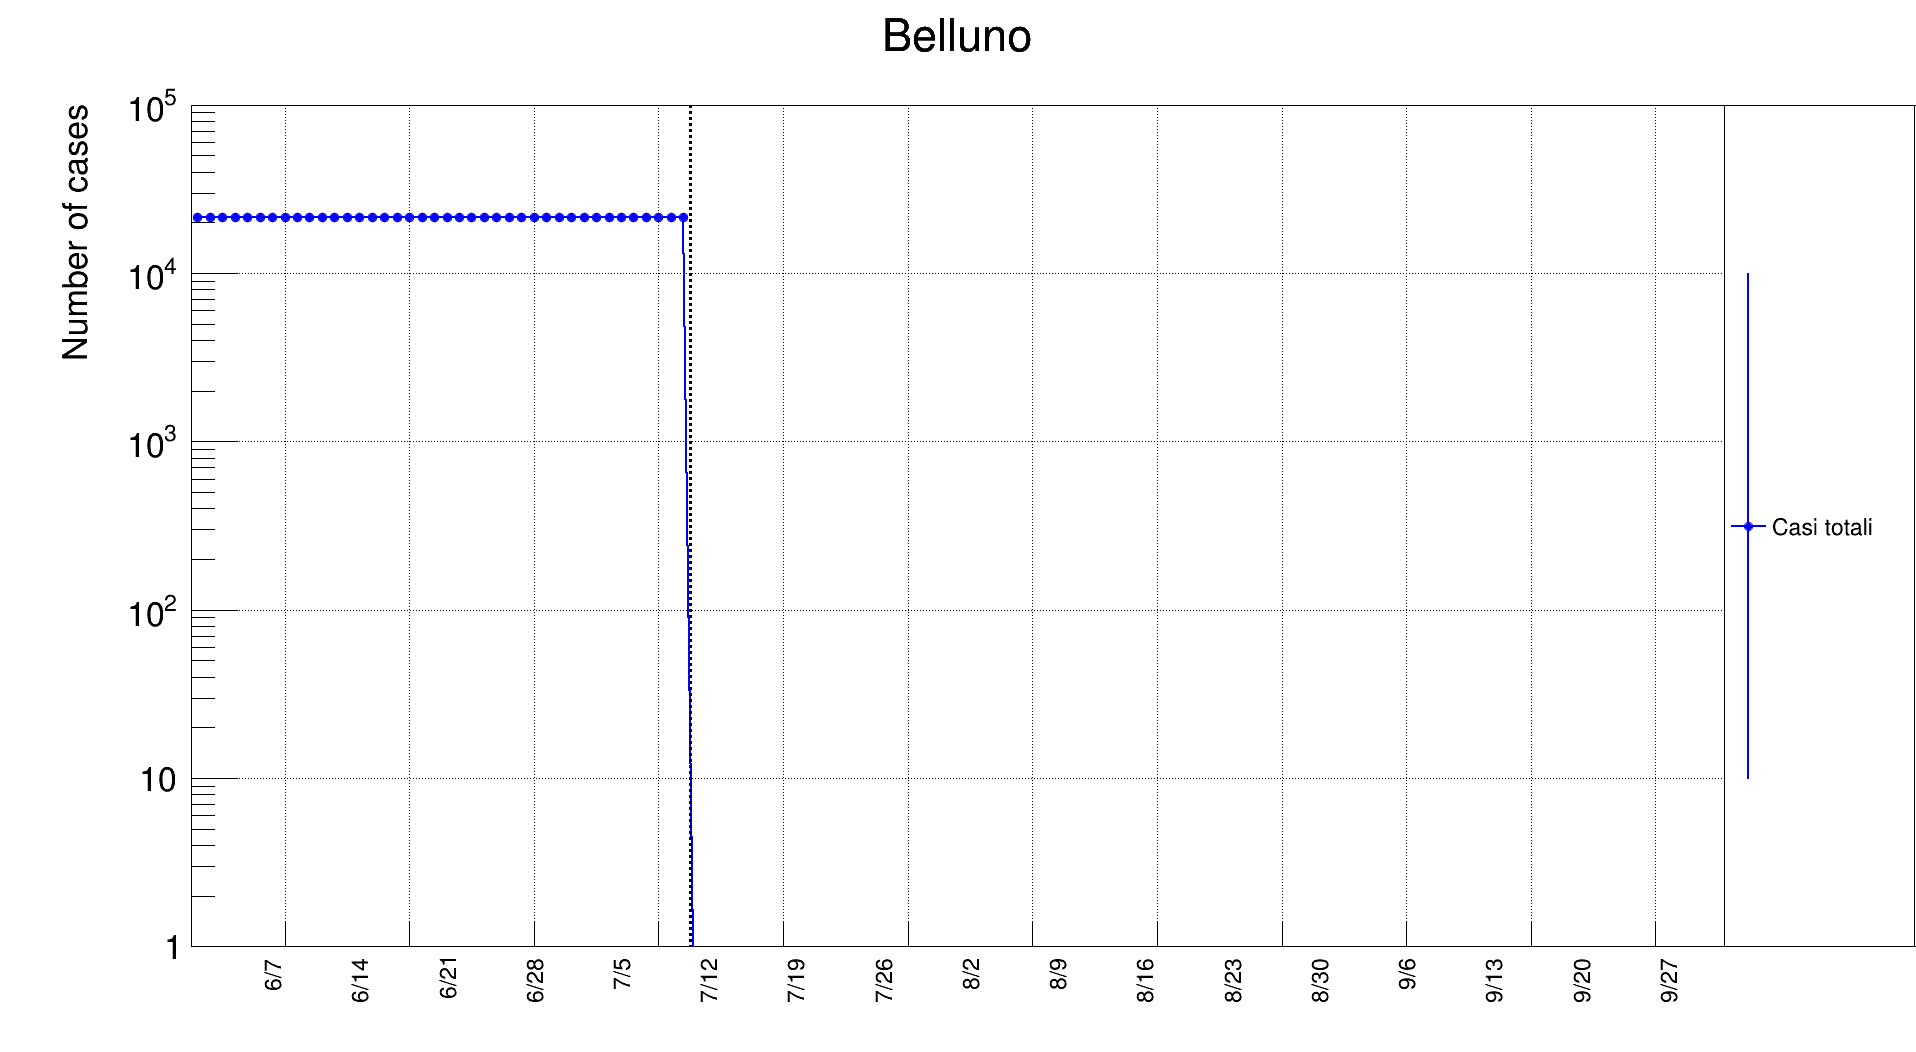 Belluno
Number of cases
10^5
10^4
10^3
10^2
10
1
6/7 6/14 6/21 6/28 7/5 7/12 7/19 7/26 8/2 8/9 8/16 8/23 8/30 9/6 9/13 9/20 9/27
Casi totali